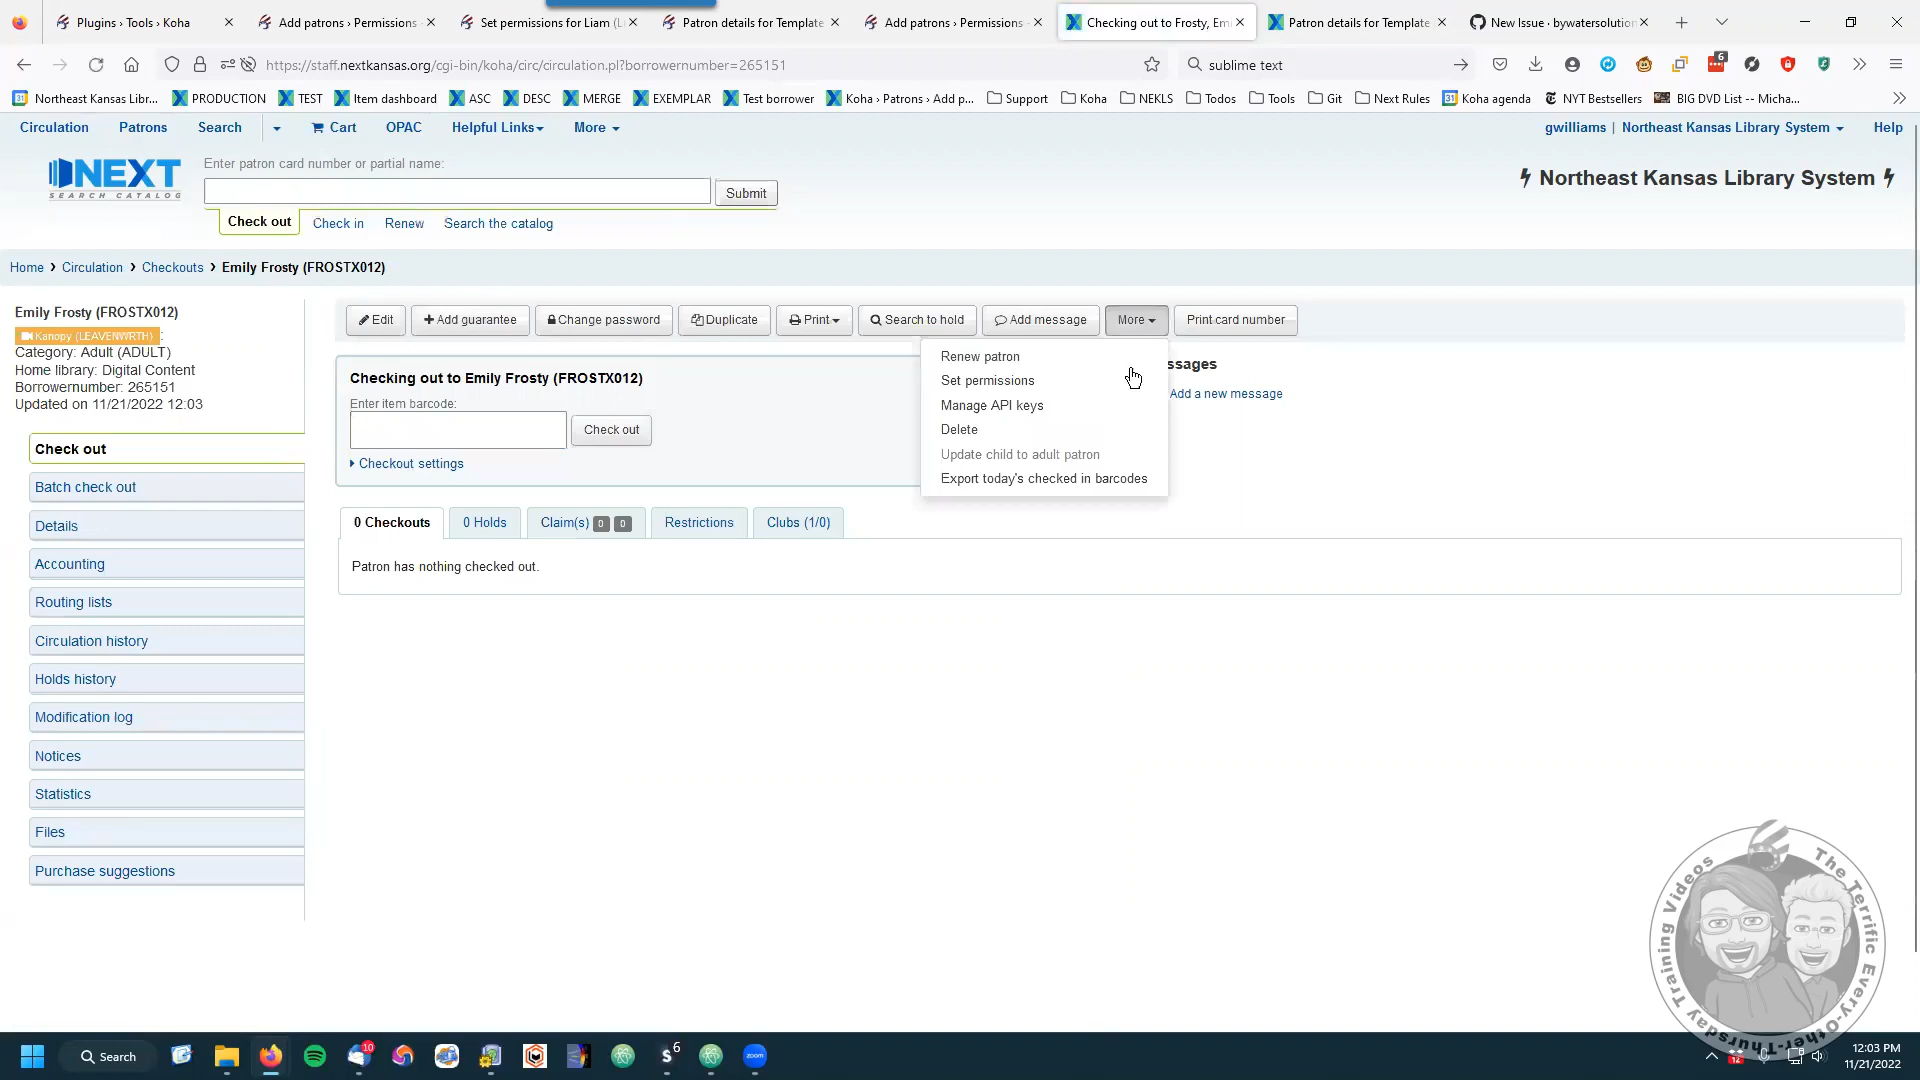 Plugins › Tools › Koha
Add patrons › Permissions
Set permissions for Liam (L
Patron details for Template
Add patrons › Permissions -
Checking out to Frosty, Em
Patron details for Template
New Issue · bywatersolution
https://staff.nextkansas.org/cgi-bin/koha/circ/circulation.pl?borrowernumber=265151
sublime text
6
Northeast Kansas Libr...
PRODUCTION
TEST
Item dashboard
ASC
DESC
MERGE
EXEMPLAR
Test borrower
Koha › Patrons › Add p...
Support
Koha
NEKLS
Todos
Tools
Git
Next Rules
Koha agenda
NYT Bestsellers
BIG DVD List -- Micha...
Circulation
Patrons
Search
Cart
OPAC
Helpful Links
More
gwilliams | Northeast Kansas Library System
Help
NEXT
SEARCH CATALOG
Enter patron card number or partial name:
Submit
Northeast Kansas Library System
Check out
Check in
Renew
Search the catalog
Home › Circulation › Checkouts › Emily Frosty (FROSTX012)
Emily Frosty (FROSTX012)
Kanopy (LEAVENWRTH) :
Category: Adult (ADULT)
Home library: Digital Content
Borrowernumber: 265151
Updated on 11/21/2022 12:03
Check out
Batch check out
Details
Accounting
Routing lists
Circulation history
Holds history
Modification log
Notices
Statistics
Files
Purchase suggestions
Edit
+ Add guarantee
Change password
Duplicate
Print
Search to hold
Add message
More
Print card number
Renew patron
Set permissions
Manage API keys
Delete
Update child to adult patron
Export today's checked in barcodes
ssages
Add a new message
Checking out to Emily Frosty (FROSTX012)
Enter item barcode:
Check out
Checkout settings
0 Checkouts
0 Holds
Claim(s) 0 0
Restrictions
Clubs (1/0)
Patron has nothing checked out.
The Terrific Every-Other-Thursday Training Videos
Search
10
6
zoom
12
12:03 PM
11/21/2022